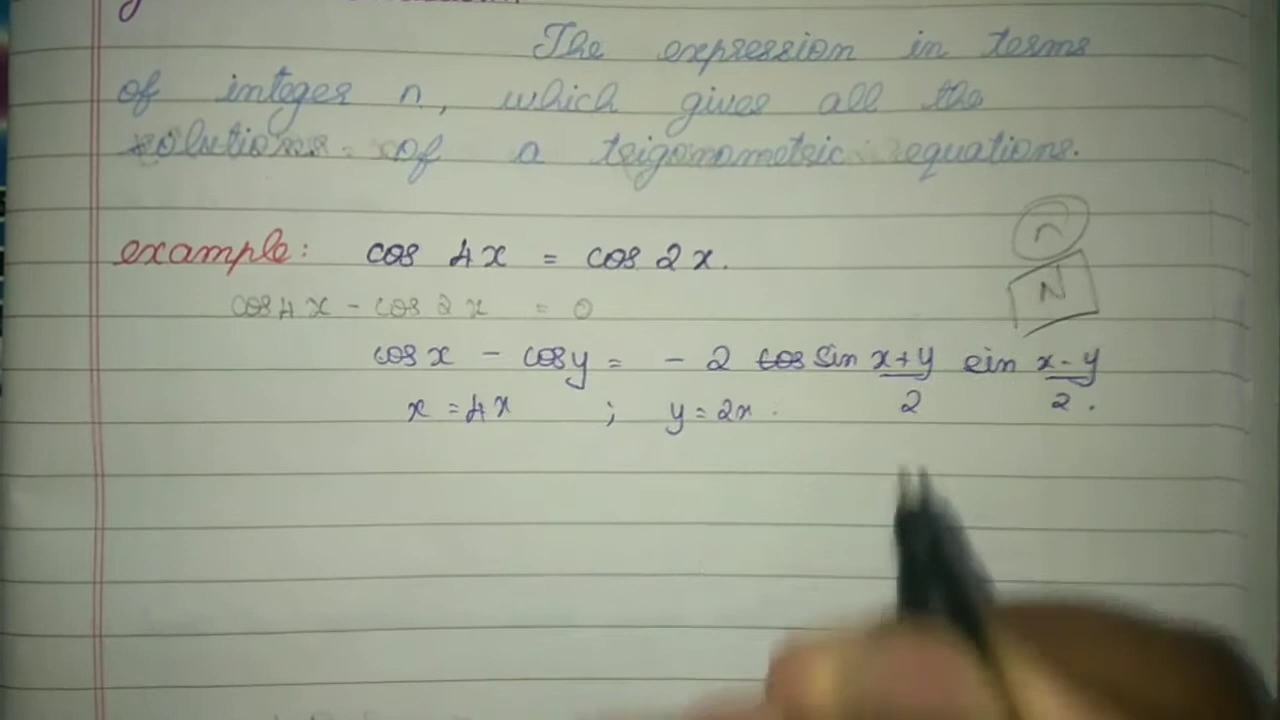 The expression in terms
of integer n, which gives all the
solutions of a trigonometric equations.
n
example: cos 4x = cos 2x.
N
cos 4x - cos 2x = 0
cos x - cos y = - 2 cos sin x+y/2 sin x-y/2.
x = 4x ; y = 2x.